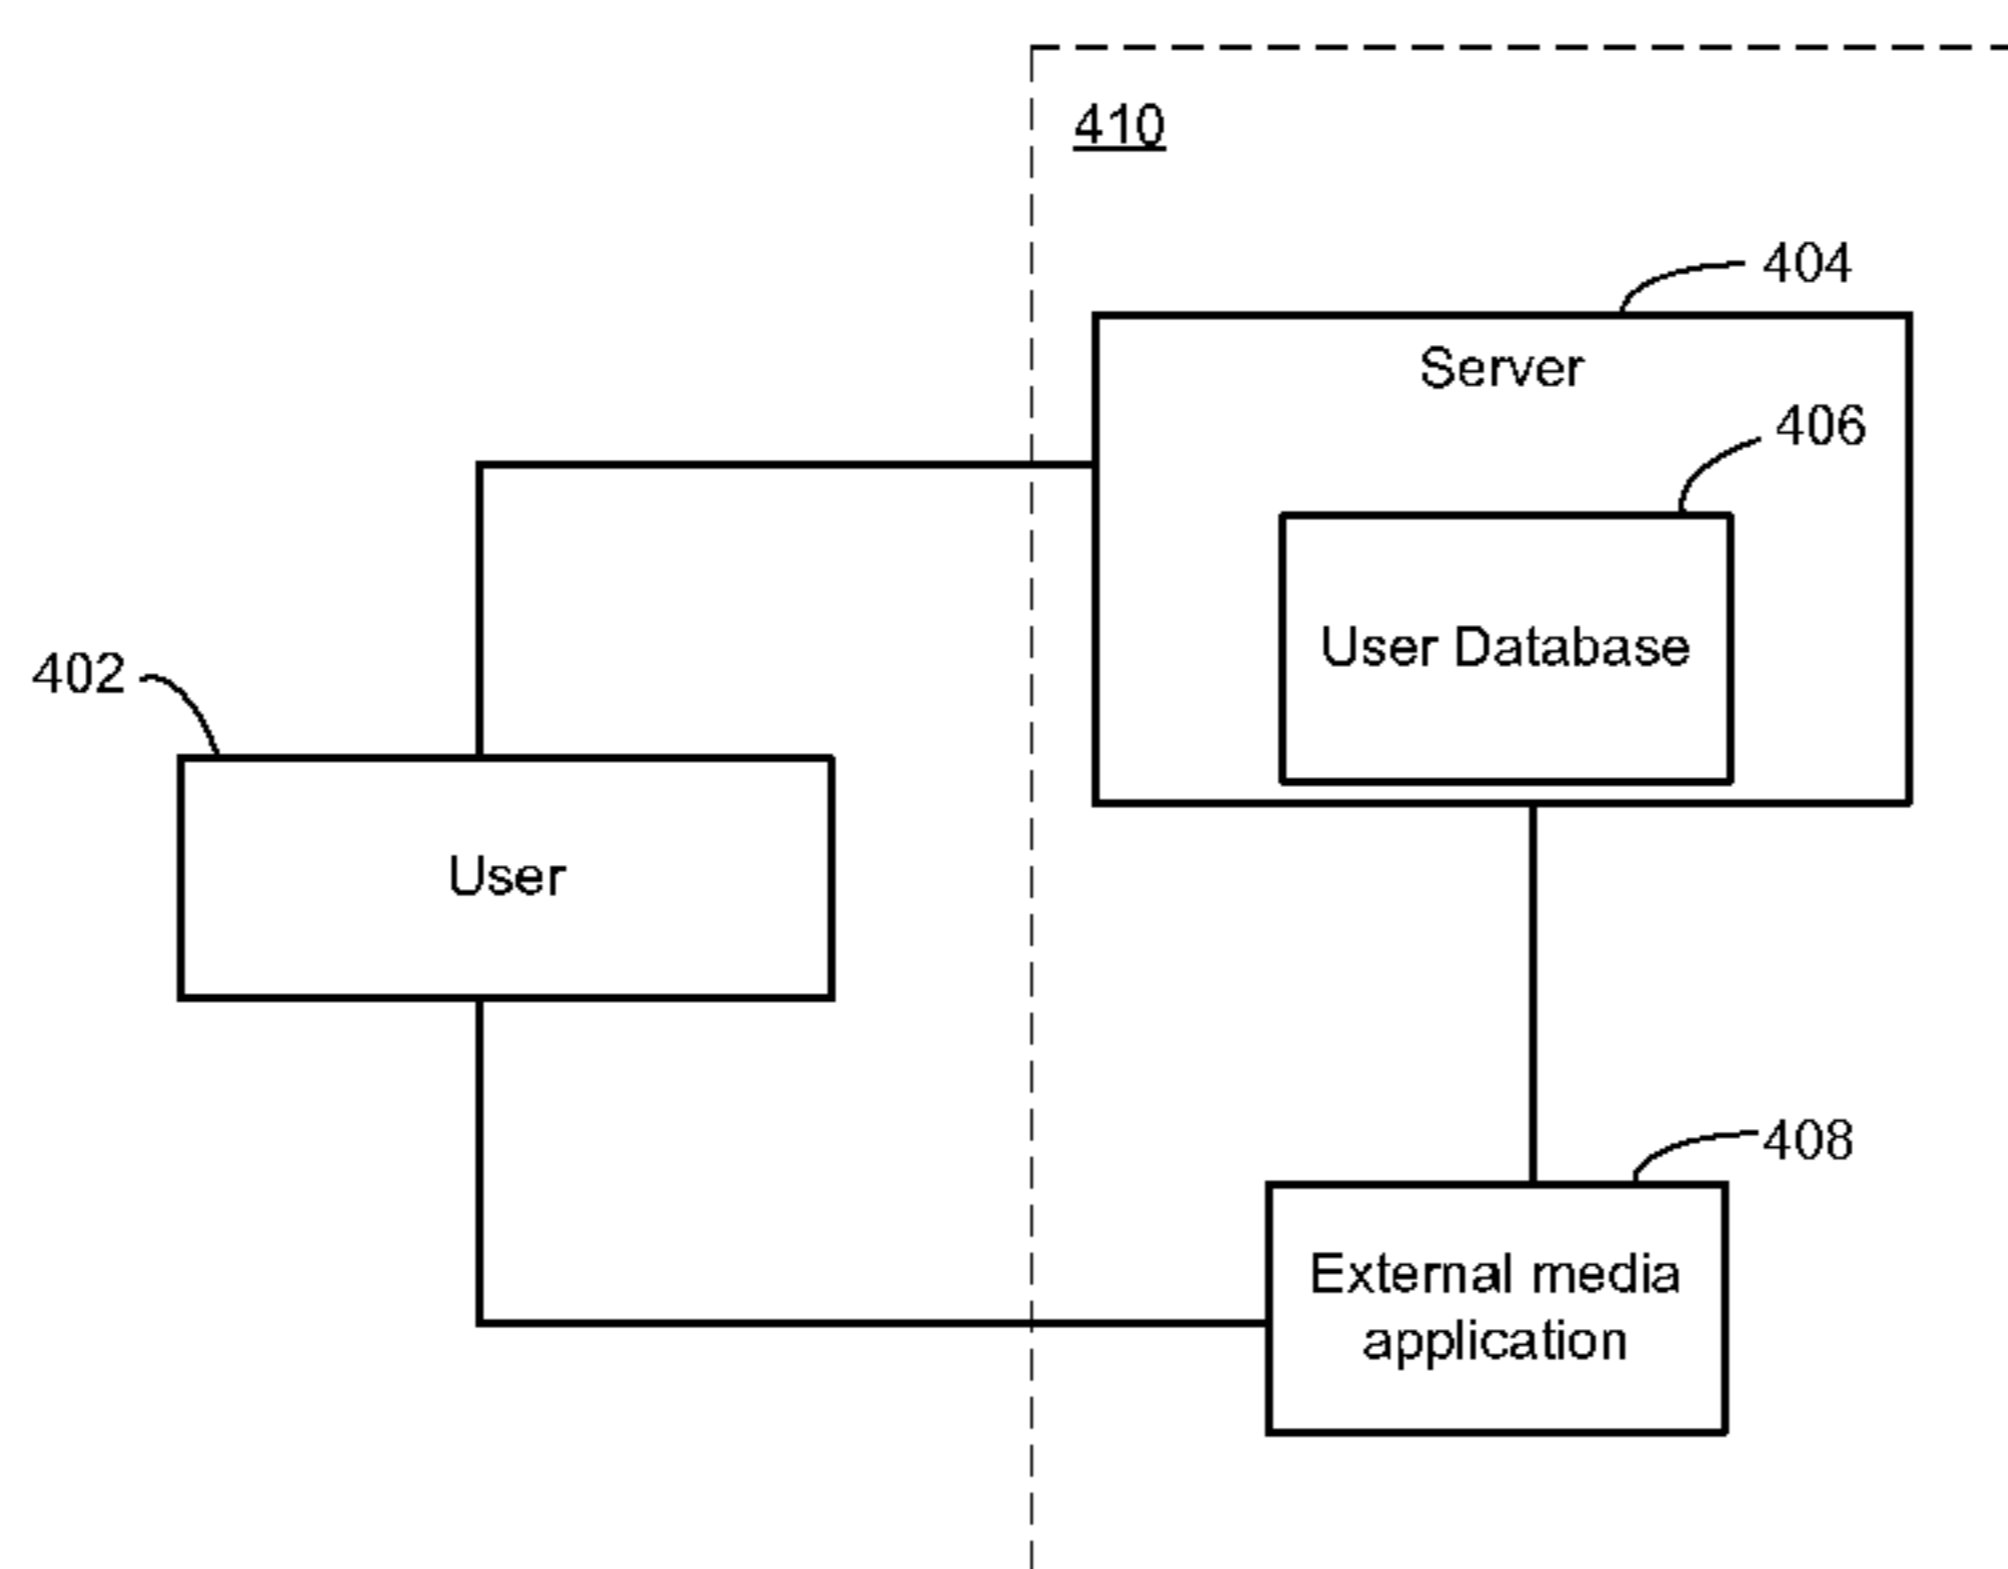 410
404
Server
406
User Database
402
User
408
External media
application